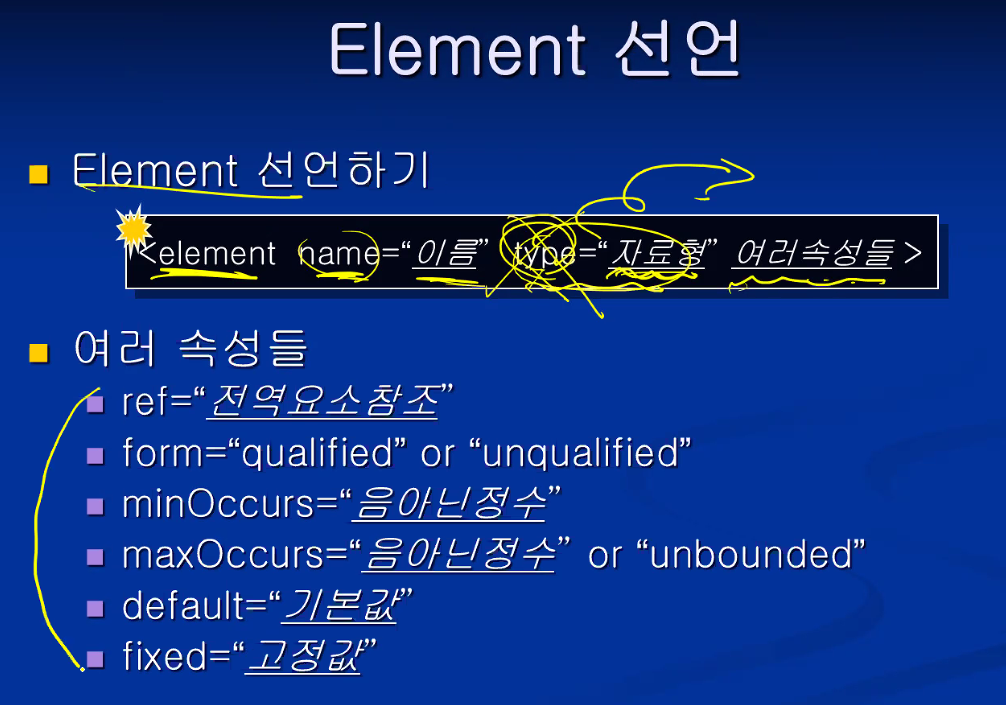 Element 선언
Element 선언하기
<element name=“이름” type=“자료형” 여러속성들 >
여러 속성들
ref=“전역요소참조”
form=“qualified” or “unqualified”
minOccurs=“음아닌정수”
maxOccurs=“음아닌정수” or “unbounded”
default=“기본값”
fixed=“고정값”